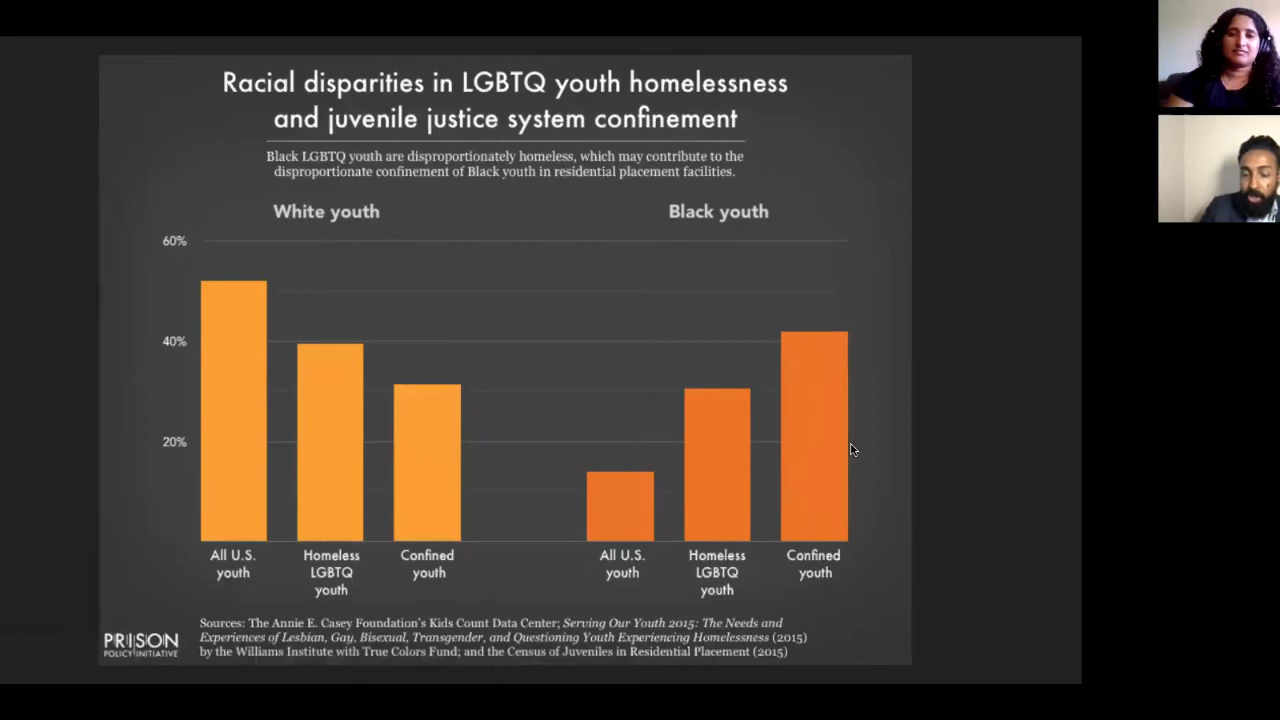 Racial disparities in LGBTQ youth homelessness
and juvenile justice system confinement
Black LGBTQ youth are disproportionately homeless, which may contribute to the
disproportionate confinement of Black youth in residential placement facilities.
White youth
Black youth
60%
40%
20%
All U.S.
youth
Homeless
LGBTQ
youth
Confined
youth
All U.S.
youth
Homeless
LGBTQ
youth
Confined
youth
PRISON
POLICY INITIATIVE
Sources: The Annie E. Casey Foundation's Kids Count Data Center; Serving Our Youth 2015: The Needs and
Experiences of Lesbian, Gay, Bisexual, Transgender, and Questioning Youth Experiencing Homelessness (2015)
by the Williams Institute with True Colors Fund; and the Census of Juveniles in Residential Placement (2015)